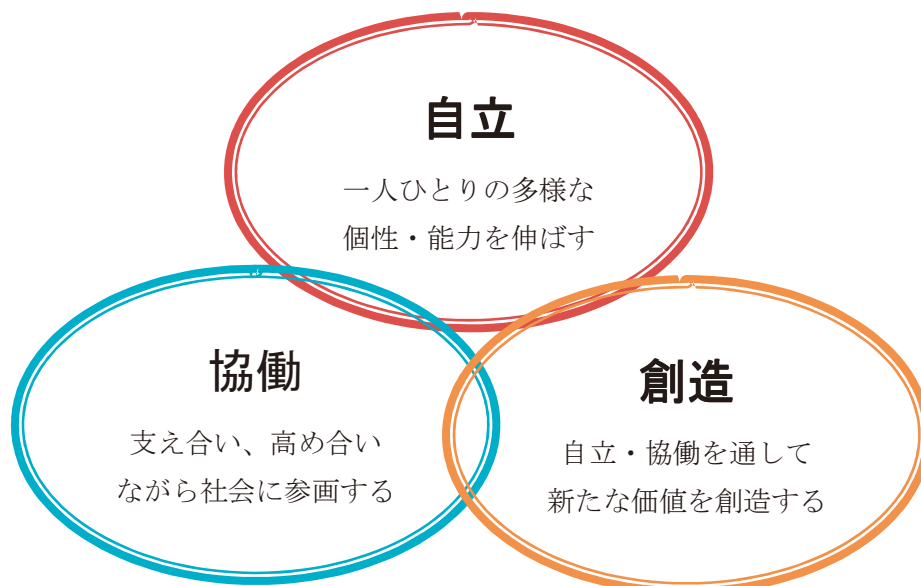 自立
一人ひとりの多様な
個性・能力を伸ばす
協働
支え合い、高め合い
ながら社会に参画する
創造
自立・協働を通して
新たな価値を創造する